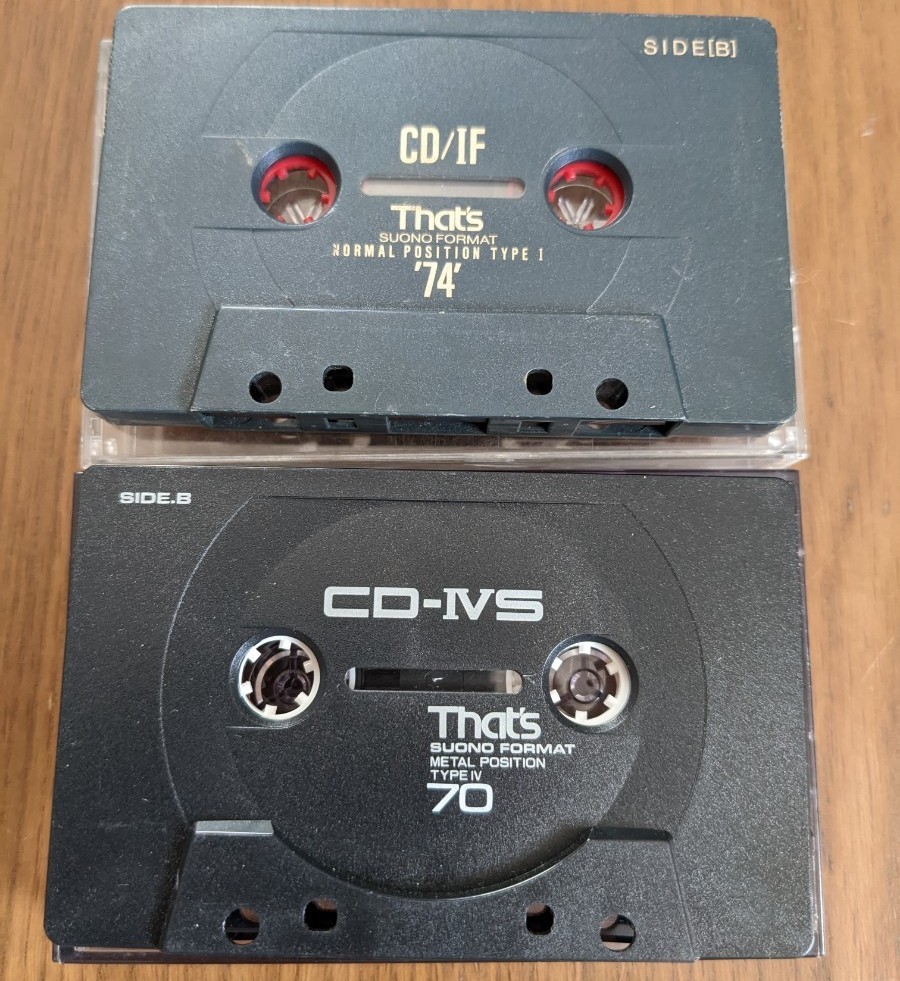 SIDE[B]
CD/IF
That's
SUONO FORMAT
NORMAL POSITION TYPE I
'74'
SIDE.B
CD-IVS
That's
SUONO FORMAT
METAL POSITION
TYPE IV
70